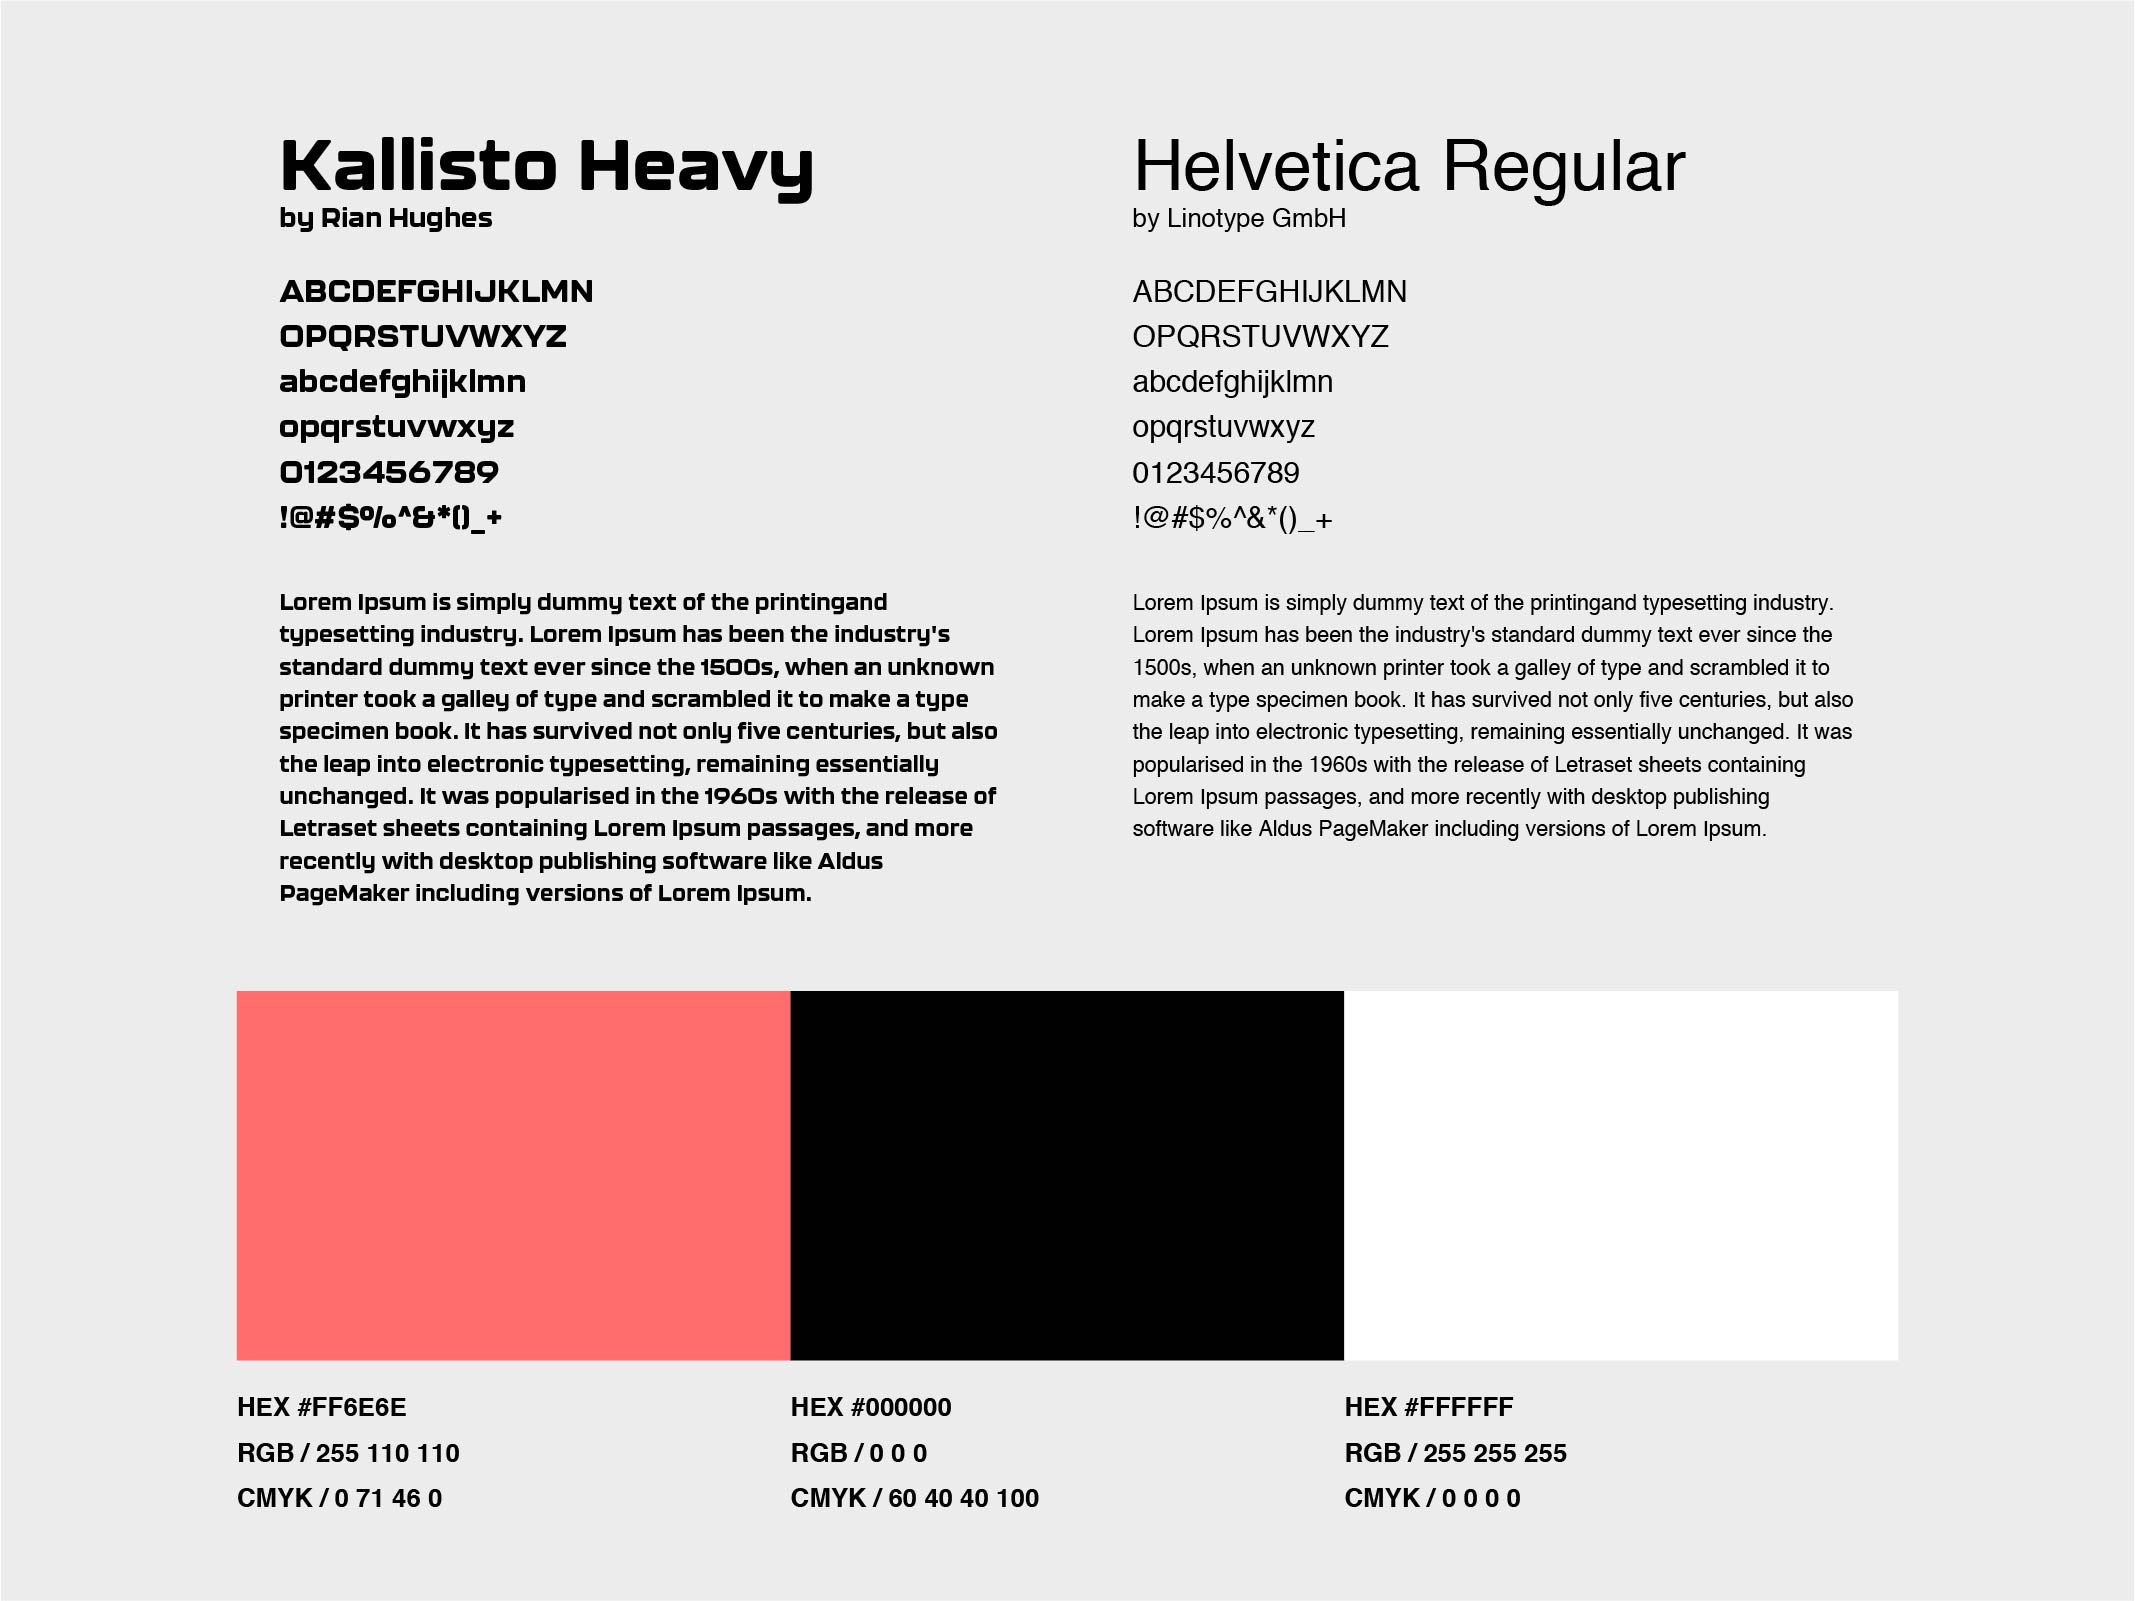 Kallisto Heavy
by Rian Hughes
ABCDEFGHIJKLMN
OPQRSTUVWXYZ
abcdefghijklmn
opqrstuvwxyz
0123456789
!@#$%^&*()_+
Lorem Ipsum is simply dummy text of the printingand
typesetting industry. Lorem Ipsum has been the industry's
standard dummy text ever since the 1500s, when an unknown
printer took a galley of type and scrambled it to make a type
specimen book. It has survived not only five centuries, but also
the leap into electronic typesetting, remaining essentially
unchanged. It was popularised in the 1960s with the release of
Letraset sheets containing Lorem Ipsum passages, and more
recently with desktop publishing software like Aldus
PageMaker including versions of Lorem Ipsum.
Helvetica Regular
by Linotype GmbH
ABCDEFGHIJKLMN
OPQRSTUVWXYZ
abcdefghijklmn
opqrstuvwxyz
0123456789
!@#$%^&*()_+
Lorem Ipsum is simply dummy text of the printingand typesetting industry.
Lorem Ipsum has been the industry's standard dummy text ever since the
1500s, when an unknown printer took a galley of type and scrambled it to
make a type specimen book. It has survived not only five centuries, but also
the leap into electronic typesetting, remaining essentially unchanged. It was
popularised in the 1960s with the release of Letraset sheets containing
Lorem Ipsum passages, and more recently with desktop publishing
software like Aldus PageMaker including versions of Lorem Ipsum.
HEX #FF6E6E
RGB / 255 110 110
CMYK / 0 71 46 0
HEX #000000
RGB / 0 0 0
CMYK / 60 40 40 100
HEX #FFFFFF
RGB / 255 255 255
CMYK / 0 0 0 0